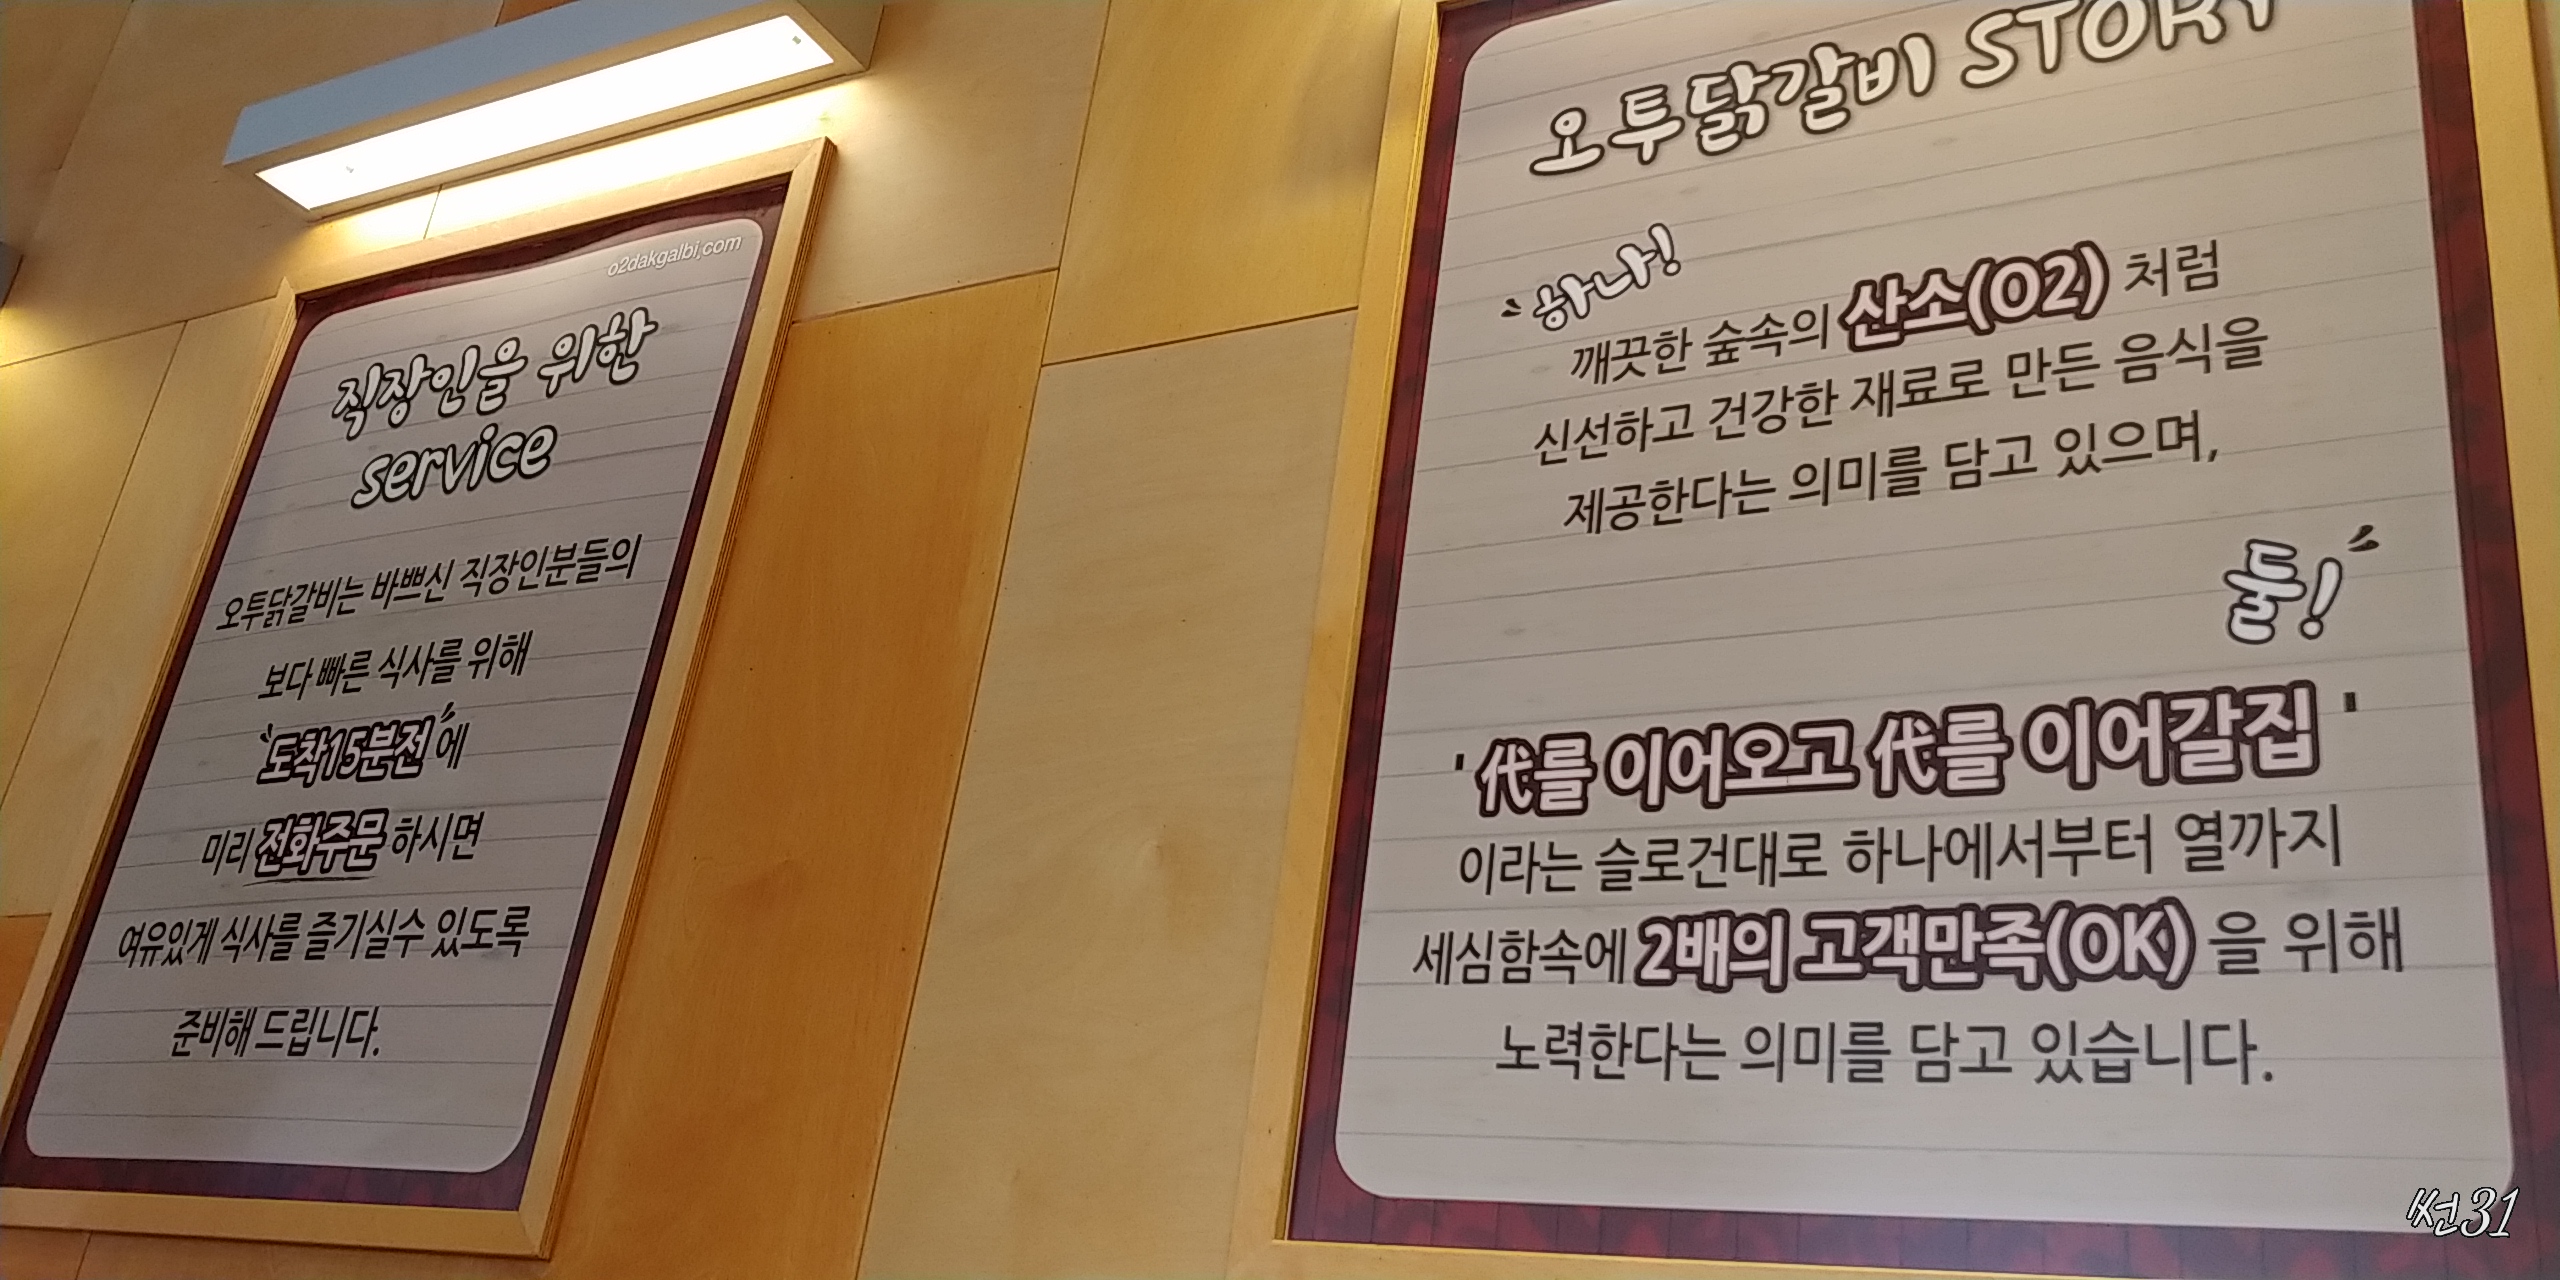 o2dakgalbi.com
직장인을 위한
service
오투닭갈비는 바쁘신 직장인분들의
보다 빠른 식사를 위해
"도착15분전"에
미리 전화주문 하시면
여유있게 식사를 즐기실수 있도록
준비해 드립니다.
오투닭갈비 STORY
"하나!
깨끗한 숲속의 산소(O2) 처럼
신선하고 건강한 재료로 만든 음식을
제공한다는 의미를 담고 있으며,
둘!"
'代를 이어오고 代를 이어갈집'
이라는 슬로건대로 하나에서부터 열까지
세심함속에 2배의 고객만족(OK) 을 위해
노력한다는 의미를 담고 있습니다.
썬31